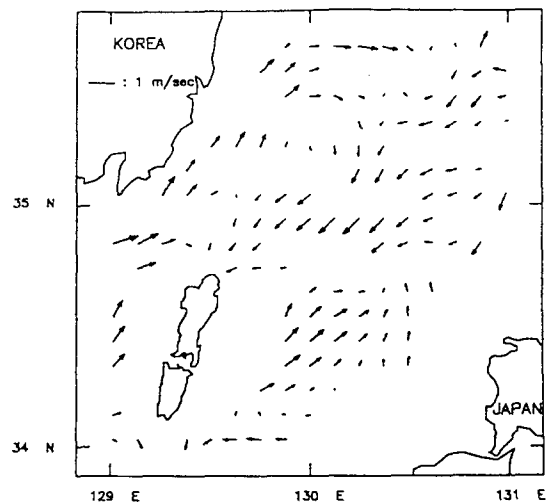 KOREA
: 1 m/sec
35 N
JAPAN
34 N
129 E 130 E 131 E